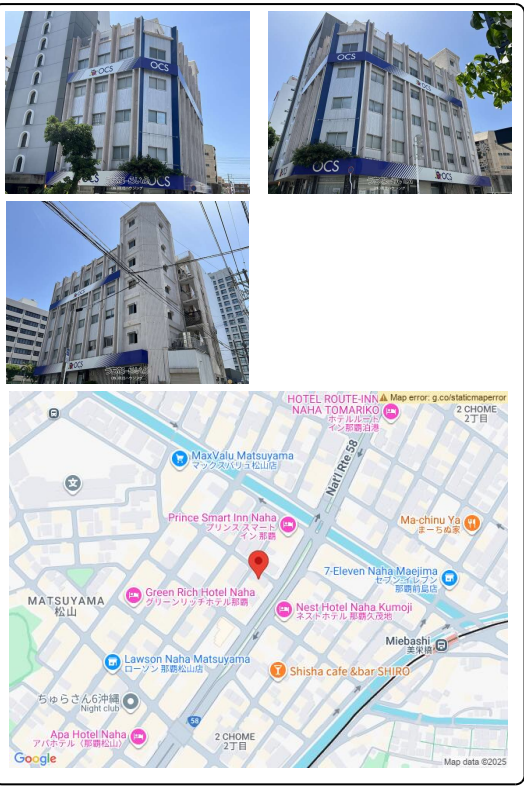 OCS
OCS
OCS
OCS
OCS
OCS
OCS
OCS
OCS
HOTEL ROUTE-INN
NAHA TOMARIKO
ホテルルート
イン那覇泊港
Map error: g.co/staticmaperror
2 CHOME
2丁目
Nat'l Rte 58
MaxValu Matsuyama
マックスバリュ松山店
Prince Smart Inn Naha
プリンス スマート
イン 那覇
Ma-chinu Ya
まーちぬ家
7-Eleven Naha Maejima
セブン-イレブン
那覇前島店
Green Rich Hotel Naha
グリーンリッチホテル那覇
MATSUYAMA
松山
Nest Hotel Naha Kumoji
ネストホテル 那覇久茂地
Miebashi
美栄橋
Lawson Naha Matsuyama
ローソン 那覇松山店
Shisha cafe &bar SHIRO
ちゅらさん6沖縄
Night club
58
Apa Hotel Naha
アパホテル〈那覇松山〉
2 CHOME
2丁目
Google
Map data ©2025